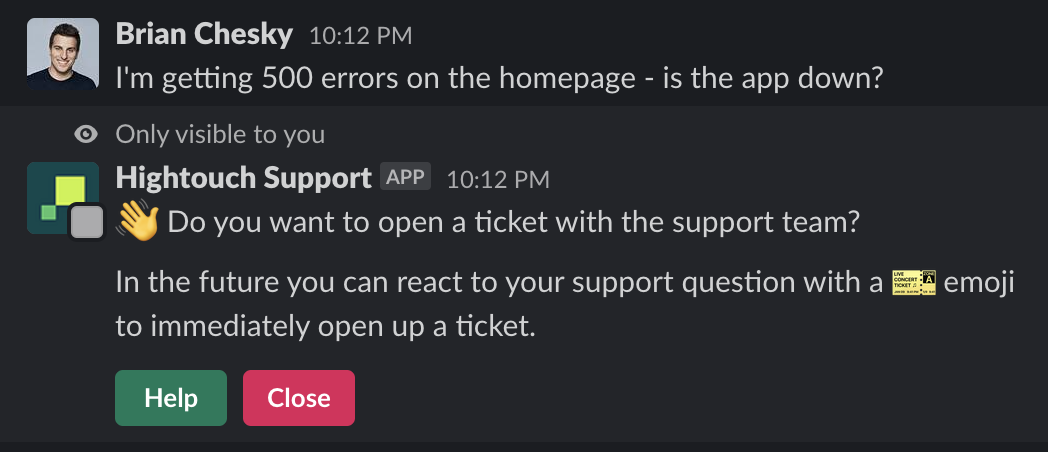 Brian Chesky 10:12 PM
I'm getting 500 errors on the homepage - is the app down?
Only visible to you
Hightouch Support APP 10:12 PM
👋 Do you want to open a ticket with the support team?
In the future you can react to your support question with a 🎫 emoji
to immediately open up a ticket.
Help Close